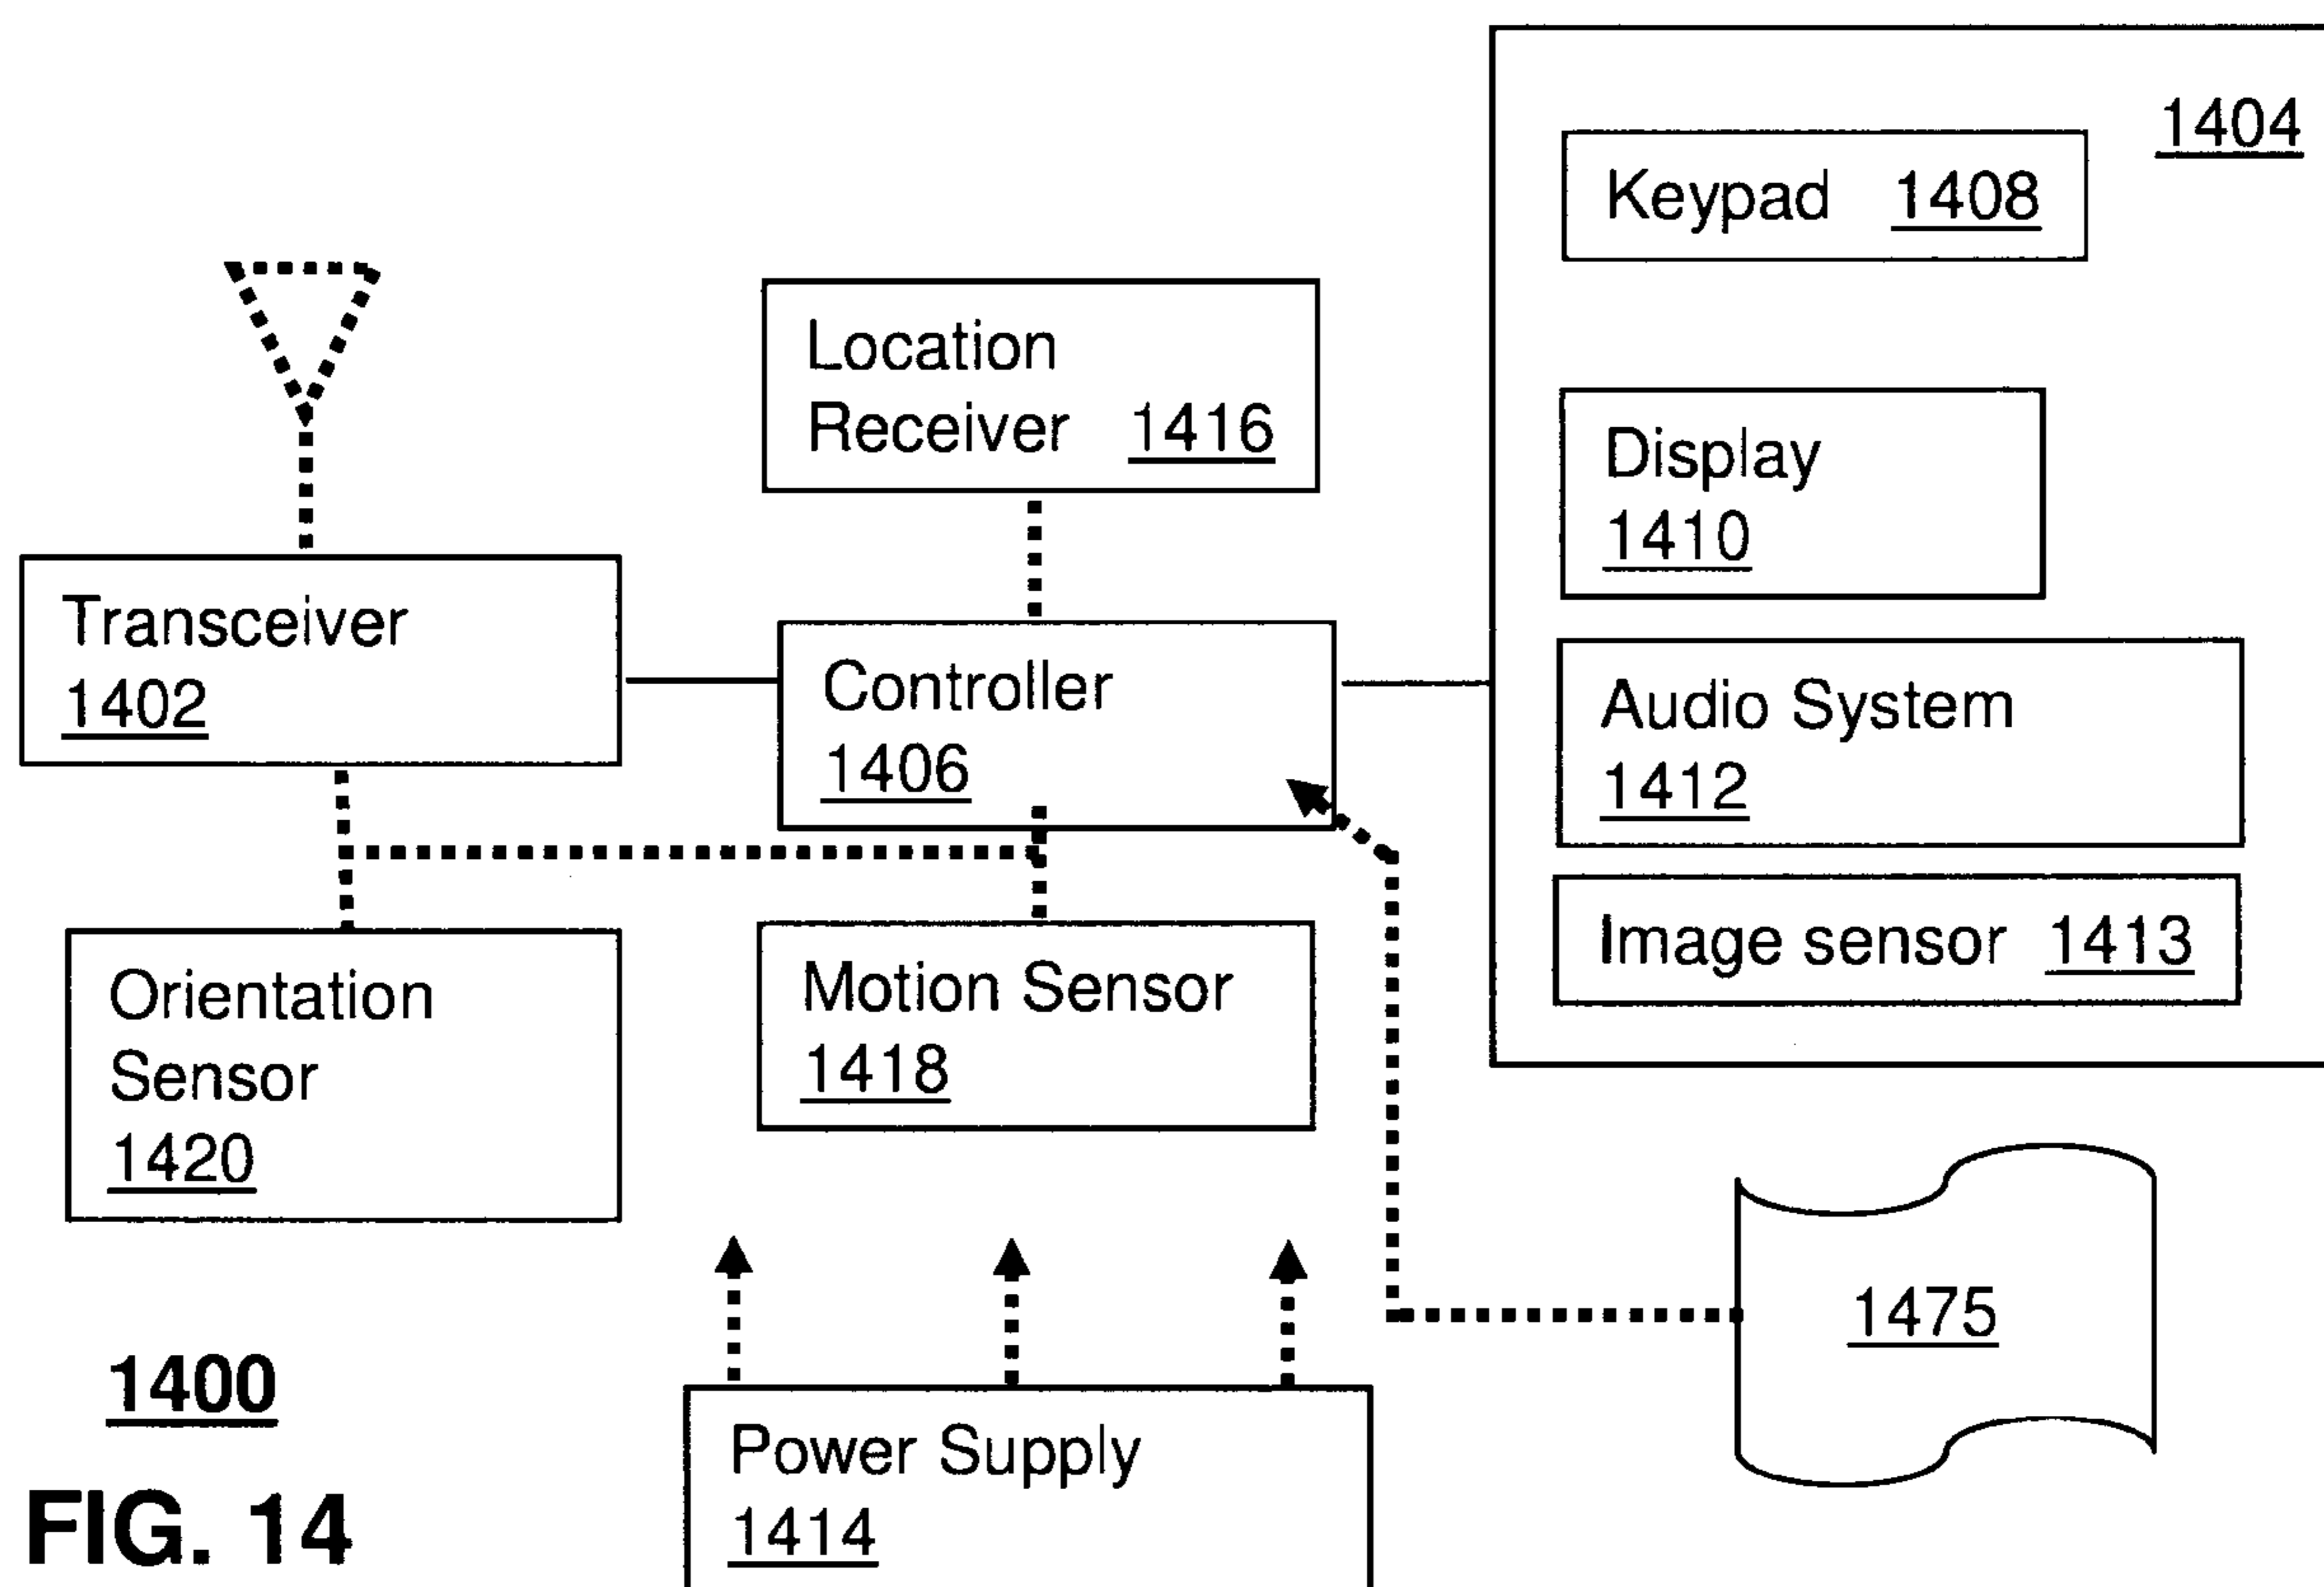 1404
Keypad 1408
Location
Receiver 1416
Display
1410
Transceiver
1402
Controller
1406
Audio System
1412
Image sensor 1413
Orientation
Sensor
1420
Motion Sensor
1418
1475
Power Supply
1414
1400
FIG. 14